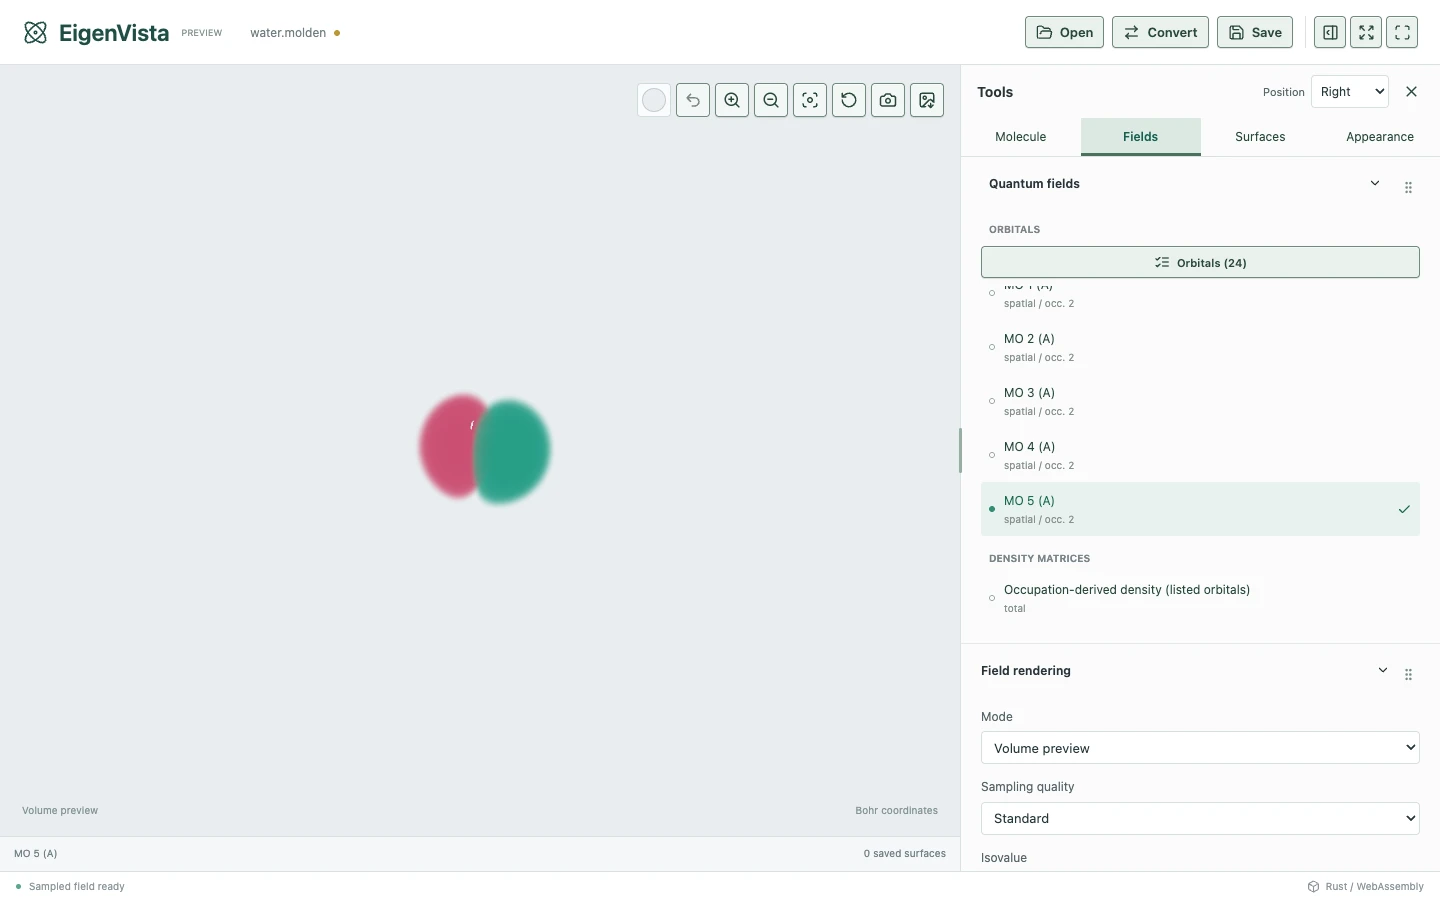 EigenVista PREVIEW water.molden
Open
Convert
Save
Tools
Position
Right
Molecule
Fields
Surfaces
Appearance
Quantum fields
ORBITALS
Orbitals (24)
MO 1 (A)
spatial / occ. 2
MO 2 (A)
spatial / occ. 2
MO 3 (A)
spatial / occ. 2
MO 4 (A)
spatial / occ. 2
MO 5 (A)
spatial / occ. 2
DENSITY MATRICES
Occupation-derived density (listed orbitals)
total
Field rendering
Mode
Volume preview
Sampling quality
Standard
Isovalue
Volume preview
Bohr coordinates
MO 5 (A)
0 saved surfaces
Sampled field ready
Rust / WebAssembly